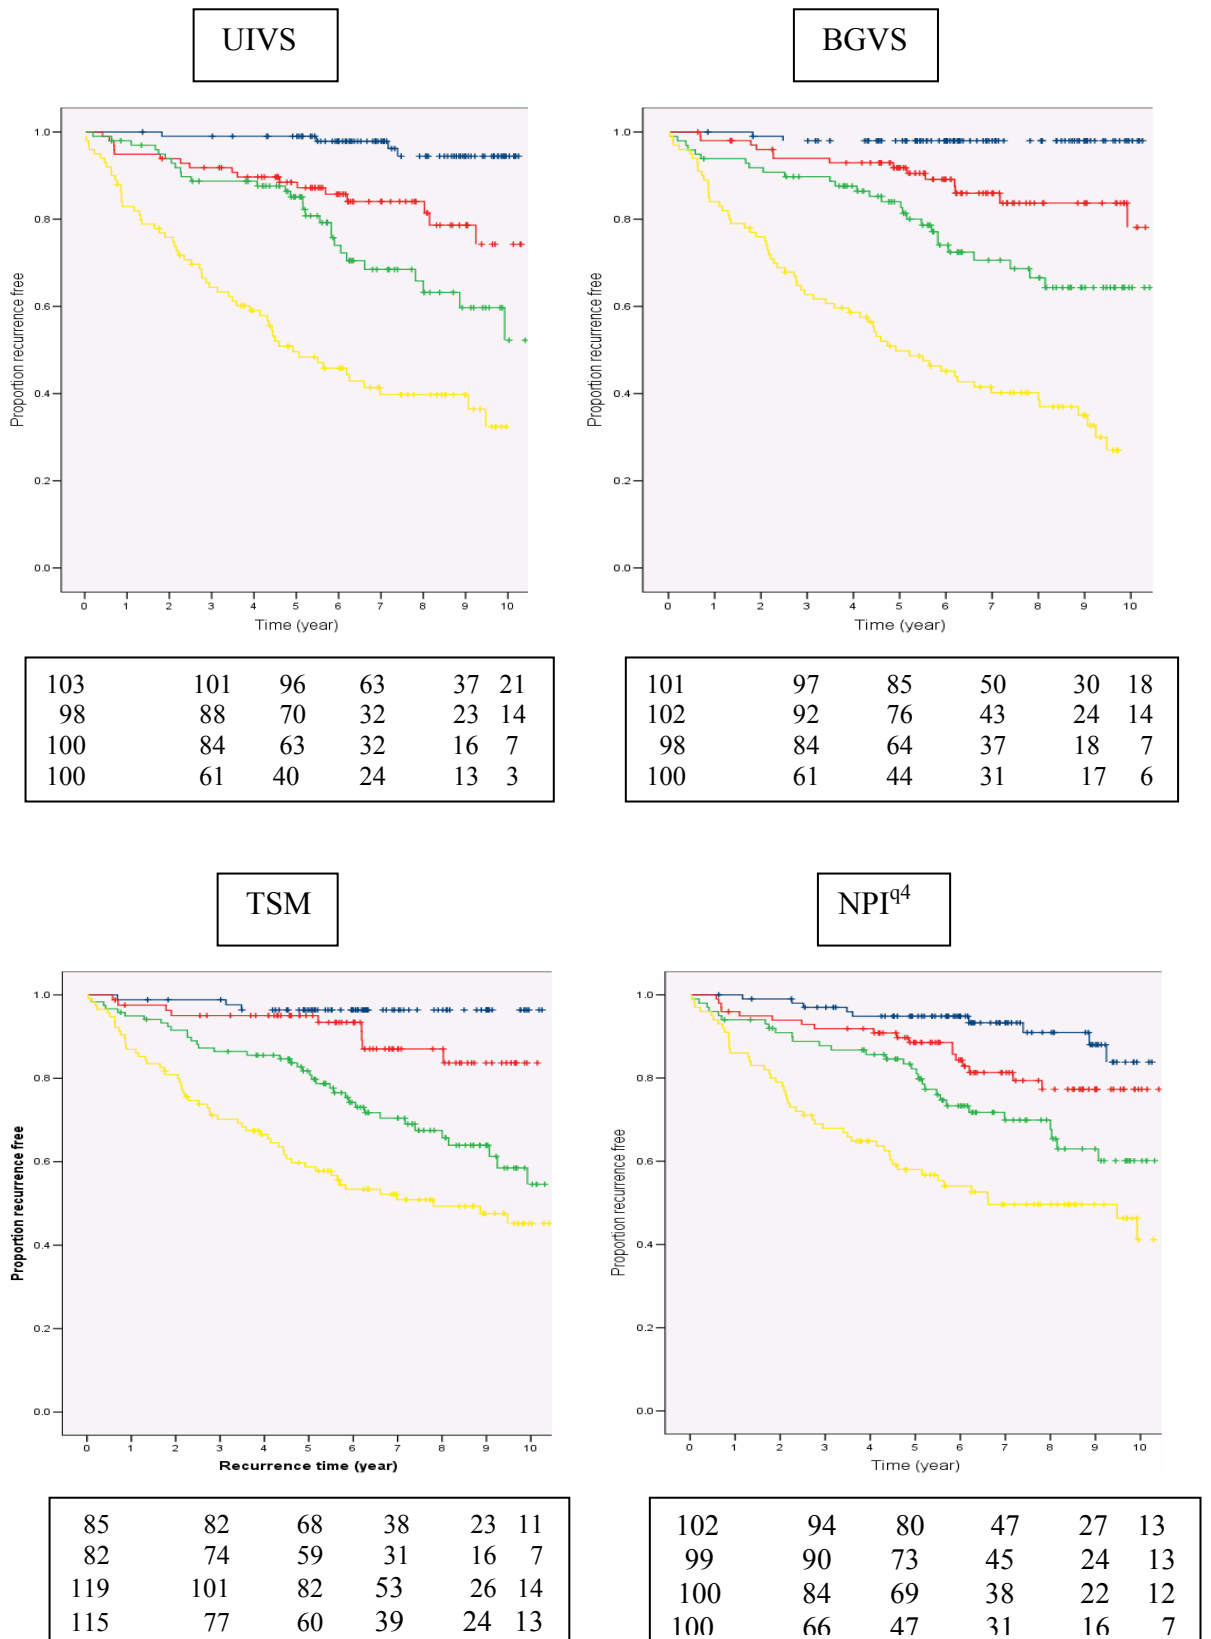 UIVS
1.0
0.8
0.6
0.4
0.2
0.0
Proportion recurrence free
0 1 2 3 4 5 6 7 8 9 10
Time (year)
103 101 96 63 37 21
98 88 70 32 23 14
100 84 63 32 16 7
100 61 40 24 13 3
BGVS
1.0
0.8
0.6
0.4
0.2
0.0
Proportion recurrence free
0 1 2 3 4 5 6 7 8 9 10
Time (year)
101 97 85 50 30 18
102 92 76 43 24 14
98 84 64 37 18 7
100 61 44 31 17 6
TSM
1.0
0.8
0.6
0.4
0.2
0.0
Proportion recurrence free
0 1 2 3 4 5 6 7 8 9 10
Recurrence time (year)
85 82 68 38 23 11
82 74 59 31 16 7
119 101 82 53 26 14
115 77 60 39 24 13
NPI^q4
1.0
0.8
0.6
0.4
0.2
0.0
Proportion recurrence free
0 1 2 3 4 5 6 7 8 9 10
Time (year)
102 94 80 47 27 13
99 90 73 45 24 13
100 84 69 38 22 12
100 66 47 31 16 7